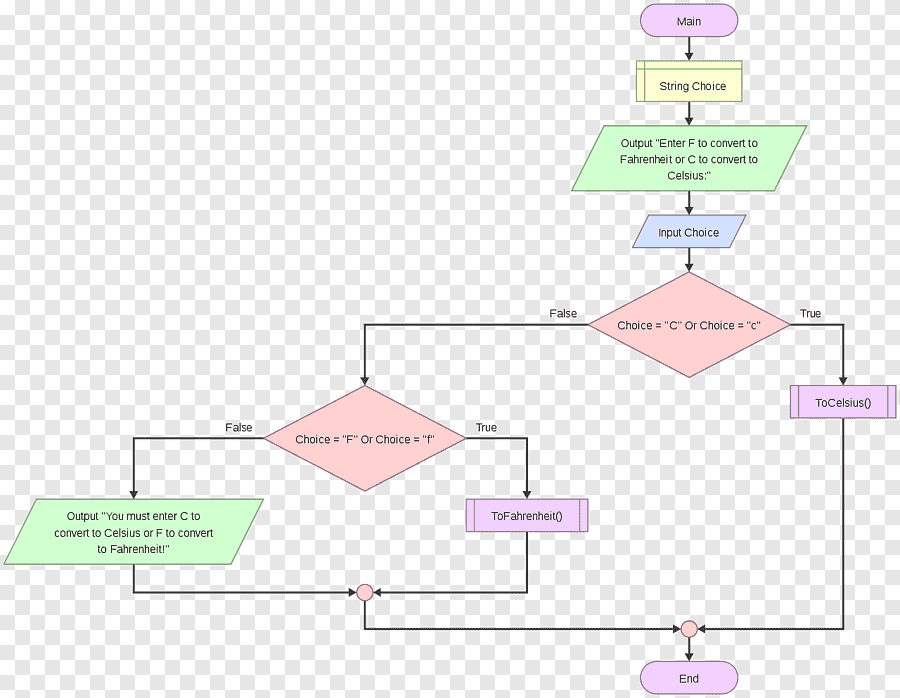 Main
String Choice
Output "Enter F to convert to
Fahrenheit or C to convert to
Celsius:"
Input Choice
False
Choice = "C" Or Choice = "c"
True
ToCelsius()
False
Choice = "F" Or Choice = "f"
True
Output "You must enter C to
convert to Celsius or F to convert
to Fahrenheit!"
ToFahrenheit()
End